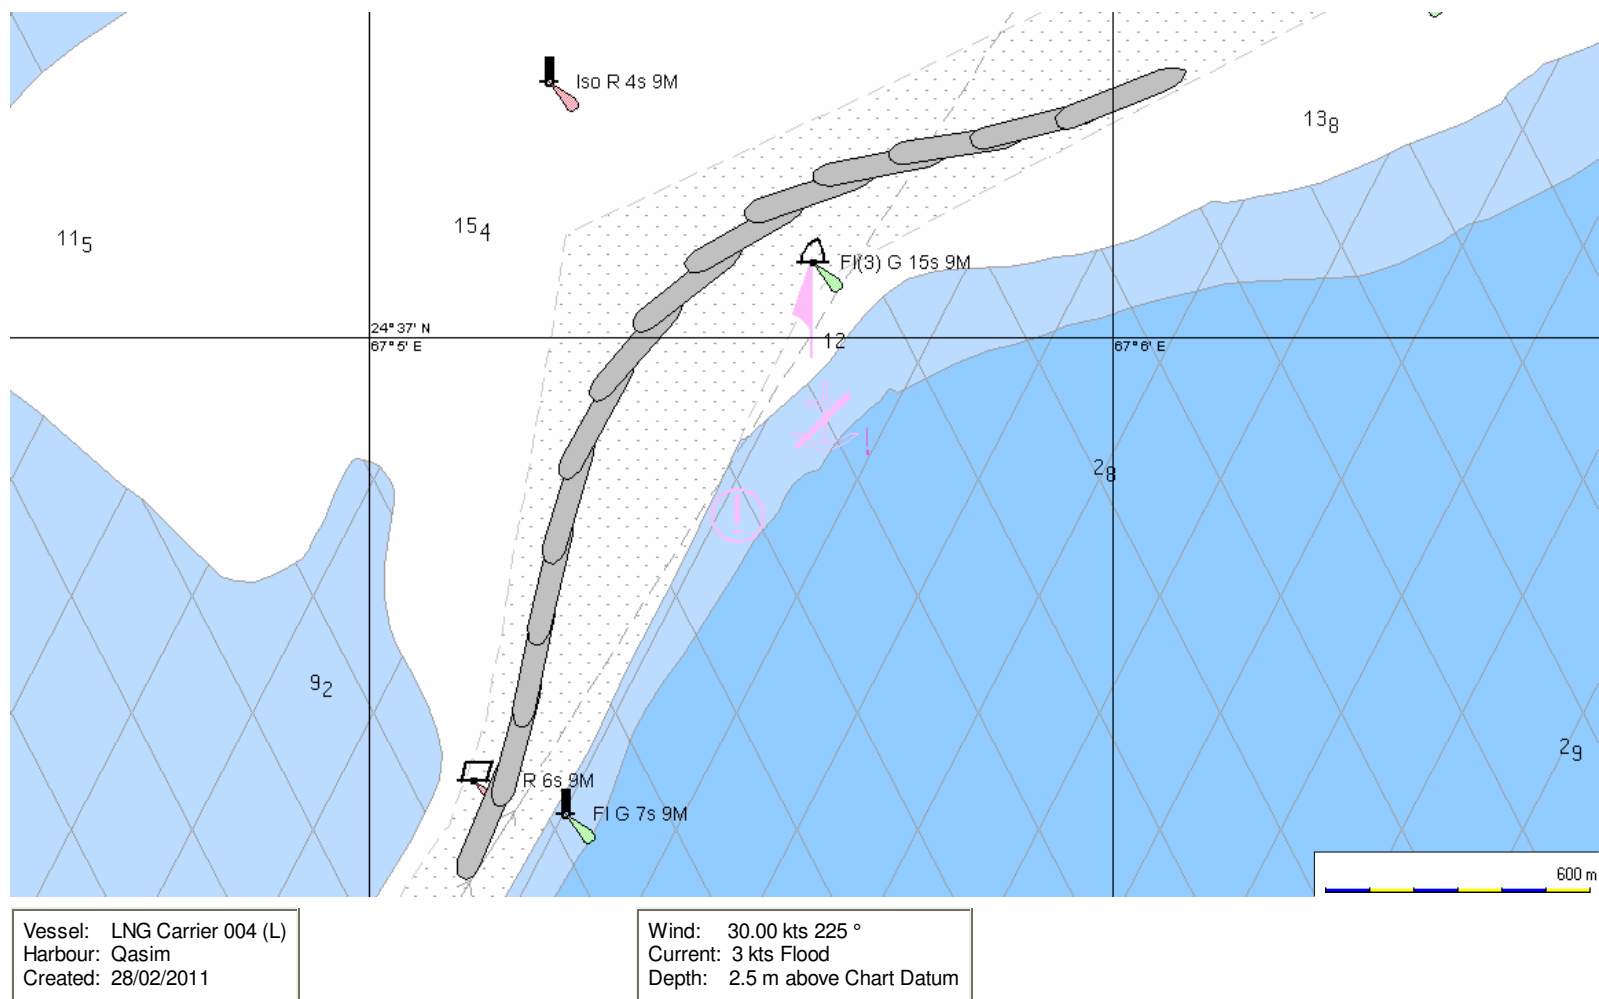 Iso R 4s 9M
13₈
15₄
11₅
Fl(3) G 15s 9M
24° 37' N
67° 5' E
12
67° 6' E
2₈
9₂
2₉
R 6s 9M
Fl G 7s 9M
600 m
Vessel: LNG Carrier 004 (L)
Harbour: Qasim
Created: 28/02/2011
Wind: 30.00 kts 225 °
Current: 3 kts Flood
Depth: 2.5 m above Chart Datum